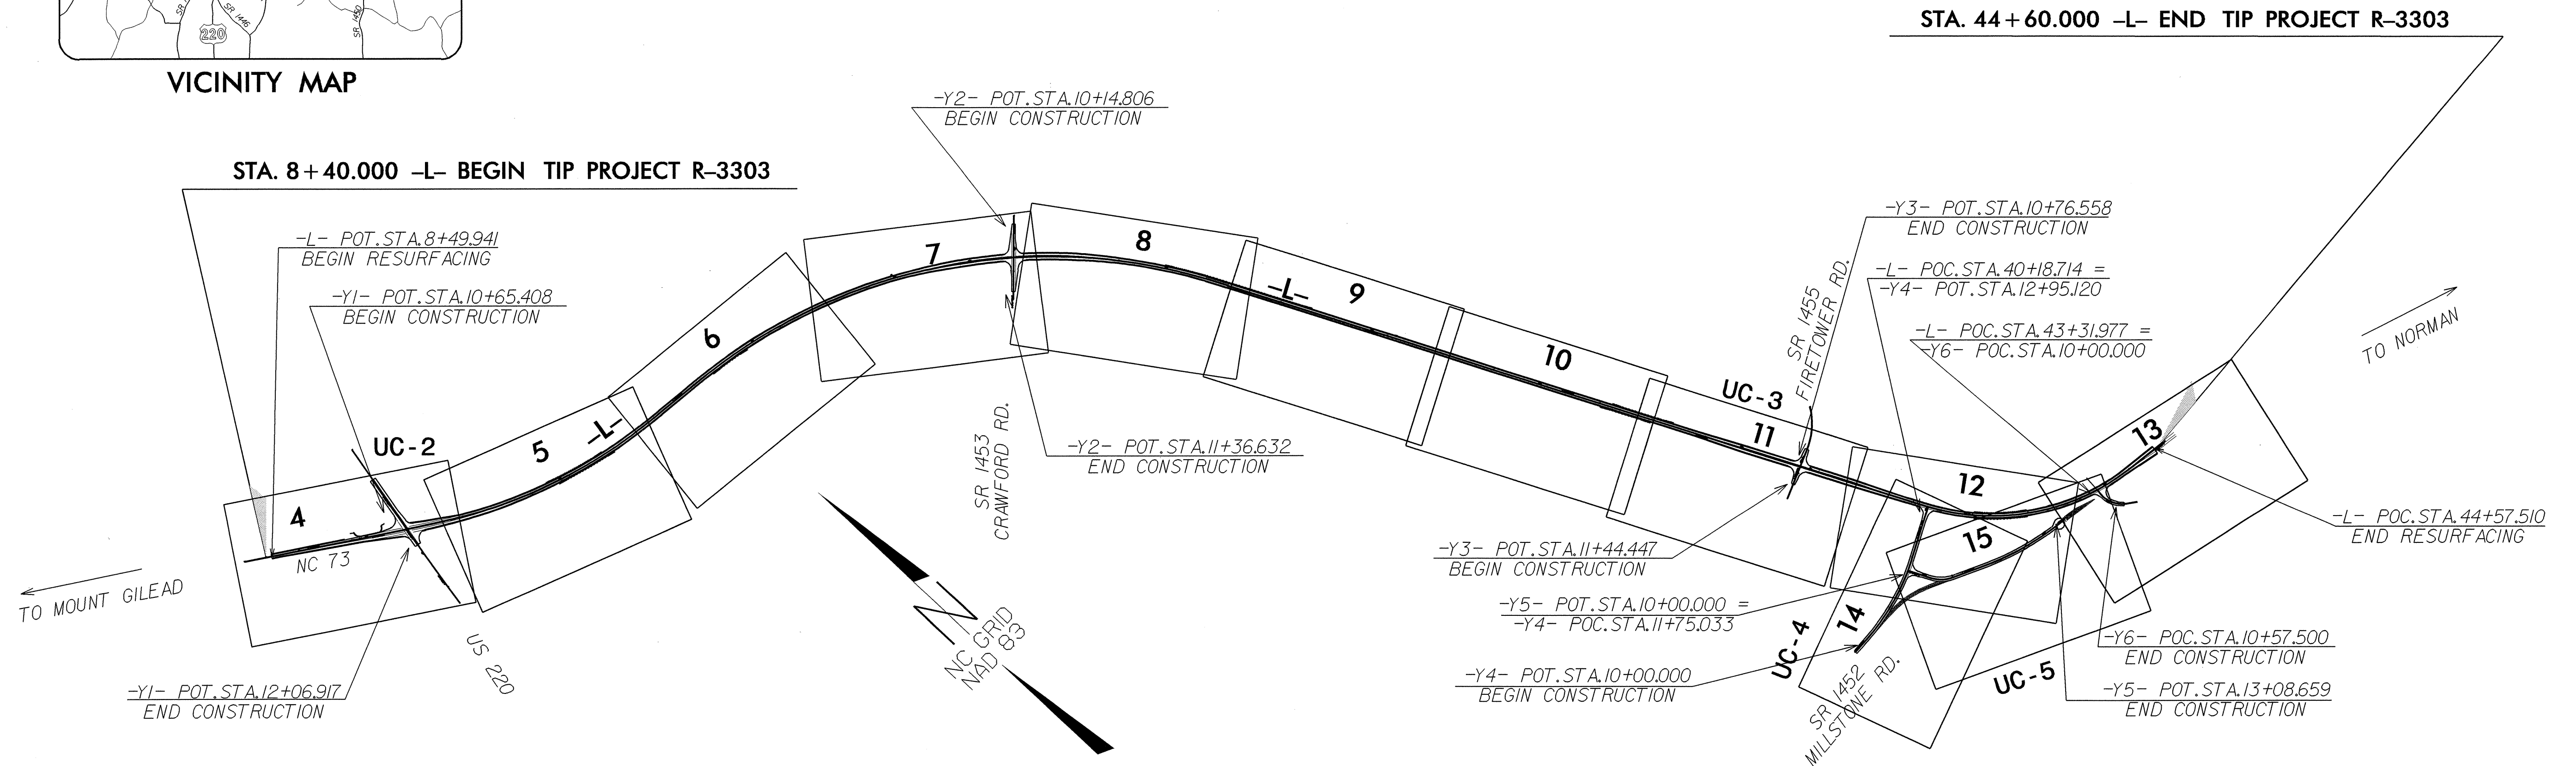 SR
SR 1446
220
SR 1450
VICINITY MAP
STA. 44+60.000 –L– END TIP PROJECT R–3303
STA. 8+40.000 –L– BEGIN TIP PROJECT R–3303
-Y2- POT.STA.10+14.806
BEGIN CONSTRUCTION
-L- POT.STA.8+49.941
BEGIN RESURFACING
-Y1- POT.STA.10+65.408
BEGIN CONSTRUCTION
-Y3- POT.STA.10+76.558
END CONSTRUCTION
-L- POC.STA.40+18.714 =
-Y4- POT.STA.12+95.120
-L- POC.STA.43+31.977 =
-Y6- POC.STA.10+00.000
SR 1455
FIRETOWER RD.
TO NORMAN
4
5
6
7
8
9
10
11
12
13
14
15
-L-
-L-
UC-2
UC-3
UC-4
UC-5
NC 73
TO MOUNT GILEAD
US 220
-Y1- POT.STA.12+06.917
END CONSTRUCTION
SR 1453
CRAWFORD RD.
-Y2- POT.STA.11+36.632
END CONSTRUCTION
NC GRID
NAD 83
-Y3- POT.STA.11+44.447
BEGIN CONSTRUCTION
-Y5- POT.STA.10+00.000 =
-Y4- POC.STA.11+75.033
-Y4- POT.STA.10+00.000
BEGIN CONSTRUCTION
SR 1452
MILLSTONE RD.
-L- POC.STA.44+57.510
END RESURFACING
-Y6- POC.STA.10+57.500
END CONSTRUCTION
-Y5- POT.STA.13+08.659
END CONSTRUCTION